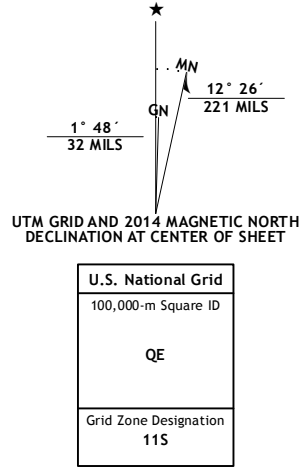 ★
MN
GN
12° 26´
221 MILS
1° 48´
32 MILS
UTM GRID AND 2014 MAGNETIC NORTH
DECLINATION AT CENTER OF SHEET
U.S. National Grid
100,000-m Square ID
QE
Grid Zone Designation
11S